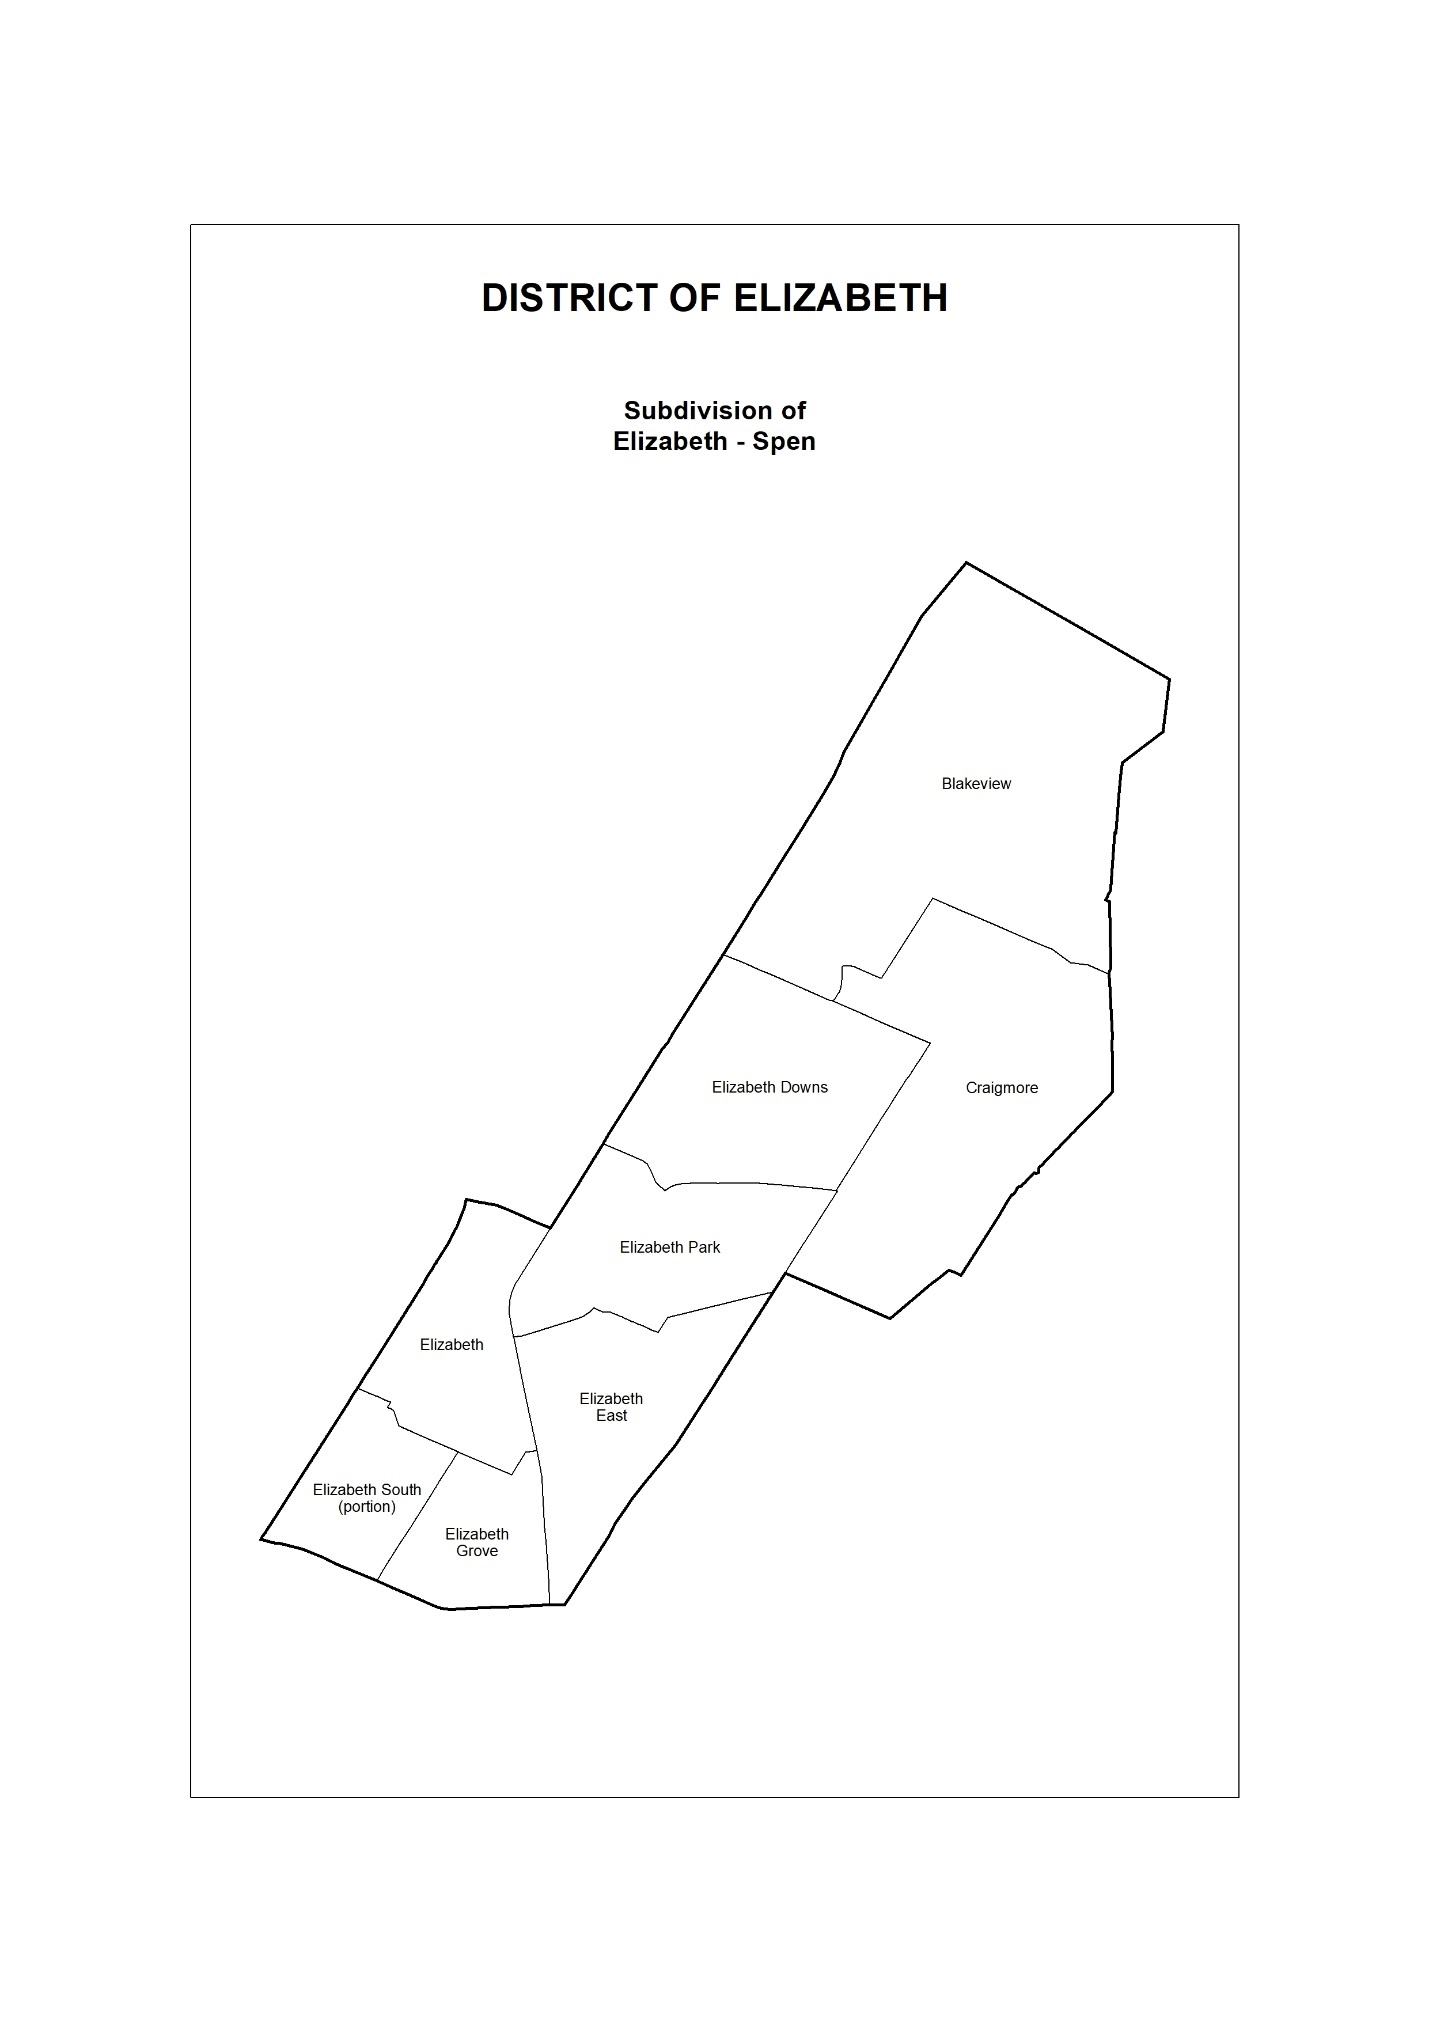 DISTRICT OF ELIZABETH
Subdivision of
Elizabeth - Spen
Blakeview
Elizabeth Downs
Craigmore
Elizabeth Park
Elizabeth
Elizabeth
East
Elizabeth South
(portion)
Elizabeth
Grove